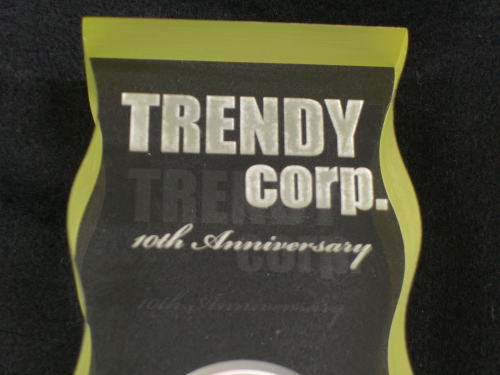 TRENDY
corp.
10th Anniversary